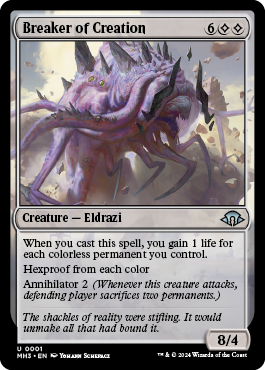 Breaker of Creation 6
Creature — Eldrazi
When you cast this spell, you gain 1 life for
each colorless permanent you control.
Hexproof from each color
Annihilator 2 (Whenever this creature attacks,
defending player sacrifices two permanents.)
The shackles of reality were stifling. It would
unmake all that had bound it.
8/4
U 0001
MH3 • EN Yohann Schepacz ™ & © 2024 Wizards of the Coast